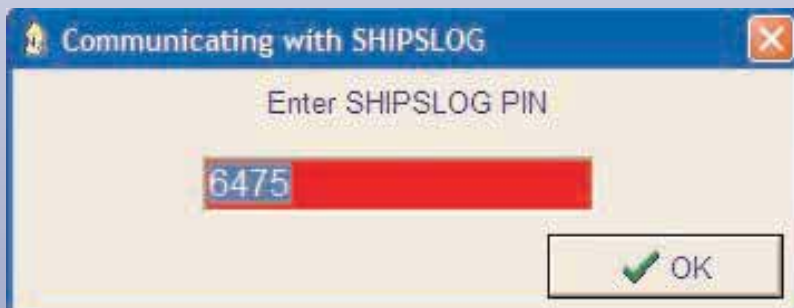 Communicating with SHIPSLOG
Enter SHIPSLOG PIN
6475
OK